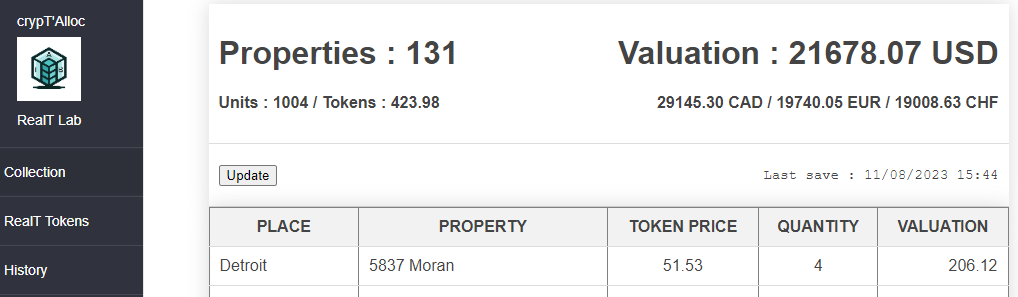 crypT'Alloc
RealT Lab
Collection
RealT Tokens
History
Properties : 131
Valuation : 21678.07 USD
Units : 1004 / Tokens : 423.98
29145.30 CAD / 19740.05 EUR / 19008.63 CHF
Update
Last save : 11/08/2023 15:44
PLACE PROPERTY TOKEN PRICE QUANTITY VALUATION
Detroit 5837 Moran 51.53 4 206.12